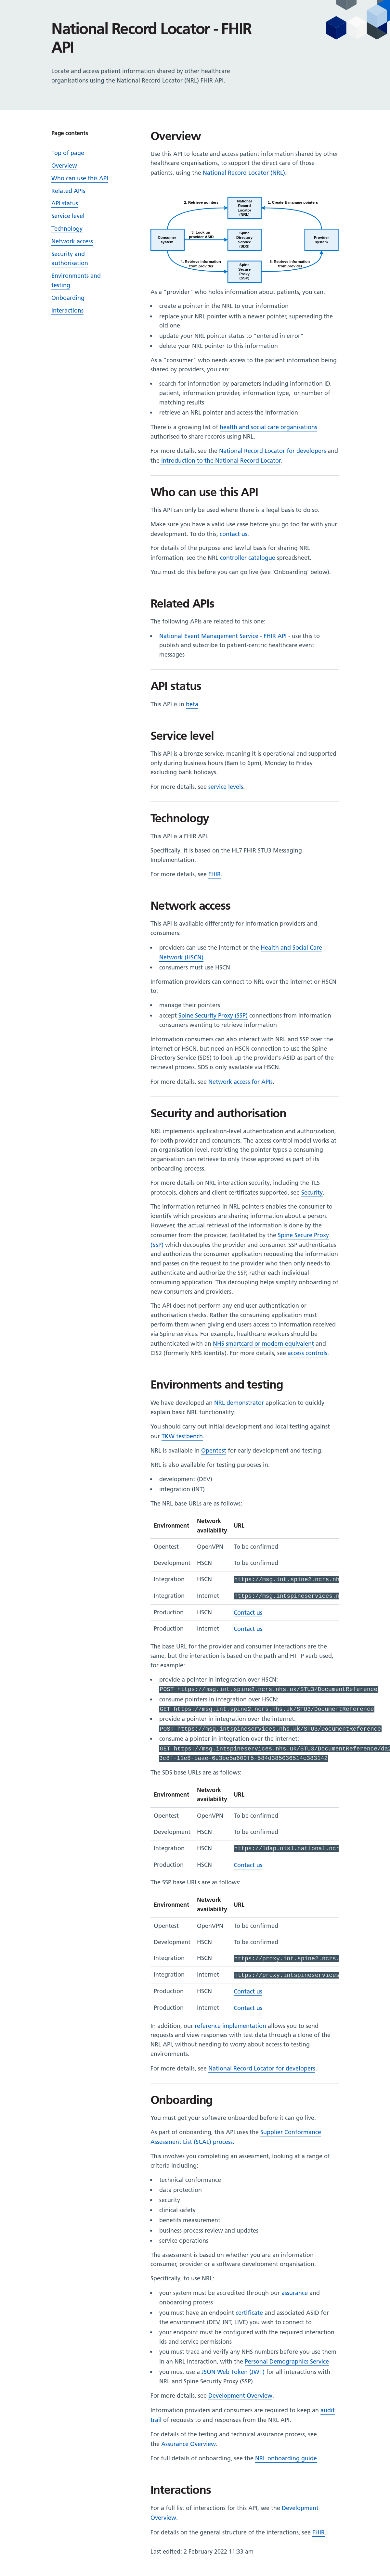 National Record Locator - FHIR
API
Locate and access patient information shared by other healthcare
organisations using the National Record Locator (NRL) FHIR API.
Page contents
Top of page
Overview
Who can use this API
Related APIs
API status
Service level
Technology
Network access
Security and
authorisation
Environments and
testing
Onboarding
Interactions
Overview
Use this API to locate and access patient information shared by other
healthcare organisations, to support the direct care of those
patients, using the National Record Locator (NRL).
2. Retrieve pointers
National
Record
Locator
(NRL)
1. Create & manage pointers
Consumer
system
3. Look up
provider ASID
Spine
Directory
Service
(SDS)
Provider
system
4. Retrieve information
from provider
Spine
Secure
Proxy
(SSP)
5. Retrieve information
from provider
As a "provider" who holds information about patients, you can:
• create a pointer in the NRL to your information
• replace your NRL pointer with a newer pointer, superseding the
old one
• update your NRL pointer status to "entered in error"
• delete your NRL pointer to this information
As a "consumer" who needs access to the patient information being
shared by providers, you can:
• search for information by parameters including information ID,
patient, information provider, information type, or number of
matching results
• retrieve an NRL pointer and access the information
There is a growing list of health and social care organisations
authorised to share records using NRL.
For more details, see the National Record Locator for developers and
the Introduction to the National Record Locator.
Who can use this API
This API can only be used where there is a legal basis to do so.
Make sure you have a valid use case before you go too far with your
development. To do this, contact us.
For details of the purpose and lawful basis for sharing NRL
information, see the NRL controller catalogue spreadsheet.
You must do this before you can go live (see 'Onboarding' below).
Related APIs
The following APIs are related to this one:
• National Event Management Service - FHIR API - use this to
publish and subscribe to patient-centric healthcare event
messages
API status
This API is in beta.
Service level
This API is a bronze service, meaning it is operational and supported
only during business hours (8am to 6pm), Monday to Friday
excluding bank holidays.
For more details, see service levels.
Technology
This API is a FHIR API.
Specifically, it is based on the HL7 FHIR STU3 Messaging
Implementation.
For more details, see FHIR.
Network access
This API is available differently for information providers and
consumers:
• providers can use the internet or the Health and Social Care
Network (HSCN)
• consumers must use HSCN
Information providers can connect to NRL over the internet or HSCN
to:
• manage their pointers
• accept Spine Security Proxy (SSP) connections from information
consumers wanting to retrieve information
Information consumers can also interact with NRL and SSP over the
internet or HSCN, but need an HSCN connection to use the Spine
Directory Service (SDS) to look up the provider's ASID as part of the
retrieval process. SDS is only available via HSCN.
For more details, see Network access for APIs.
Security and authorisation
NRL implements application-level authentication and authorization,
for both provider and consumers. The access control model works at
an organisation level, restricting the pointer types a consuming
organisation can retrieve to only those approved as part of its
onboarding process.
For more details on NRL interaction security, including the TLS
protocols, ciphers and client certificates supported, see Security.
The information returned in NRL pointers enables the consumer to
identify which providers are sharing information about a person.
However, the actual retrieval of the information is done by the
consumer from the provider, facilitated by the Spine Secure Proxy
(SSP) which decouples the provider and consumer. SSP authenticates
and authorizes the consumer application requesting the information
and passes on the request to the provider who then only needs to
authenticate and authorize the SSP, rather each individual
consuming application. This decoupling helps simplify onboarding of
new consumers and providers.
The API does not perform any end user authentication or
authorisation checks. Rather the consuming application must
perform them when giving end users access to information received
via Spine services. For example, healthcare workers should be
authenticated with an NHS smartcard or modern equivalent and
CIS2 (formerly NHS Identity). For more details, see access controls.
Environments and testing
We have developed an NRL demonstrator application to quickly
explain basic NRL functionality.
You should carry out initial development and local testing against
our TKW testbench.
NRL is available in Opentest for early development and testing.
NRL is also available for testing purposes in:
• development (DEV)
• integration (INT)
The NRL base URLs are as follows:
Environment Network availability URL
Opentest OpenVPN To be confirmed
Development HSCN To be confirmed
Integration HSCN https://msg.int.spine2.ncrs.nh
Integration Internet https://msg.intspineservices.n
Production HSCN Contact us
Production Internet Contact us
The base URL for the provider and consumer interactions are the
same, but the interaction is based on the path and HTTP verb used,
for example:
• provide a pointer in integration over HSCN:
POST https://msg.int.spine2.ncrs.nhs.uk/STU3/DocumentReference
• consume pointers in integration over HSCN:
GET https://msg.int.spine2.ncrs.nhs.uk/STU3/DocumentReference
• provide a pointer in integration over the internet:
POST https://msg.intspineservices.nhs.uk/STU3/DocumentReference
• consume a pointer in integration over the internet:
GET https://msg.intspineservices.nhs.uk/STU3/DocumentReference/da2
The SDS base URLs are as follows:
Environment Network availability URL
Opentest OpenVPN To be confirmed
Development HSCN To be confirmed
Integration HSCN https://ldap.nis1.national.ncr
Production HSCN Contact us
The SSP base URLs are as follows:
Environment Network availability URL
Opentest OpenVPN To be confirmed
Development HSCN To be confirmed
Integration HSCN https://proxy.int.spine2.ncrs.
Integration Internet https://proxy.intspineservices
Production HSCN Contact us
Production Internet Contact us
In addition, our reference implementation allows you to send
requests and view responses with test data through a clone of the
NRL API, without needing to worry about access to testing
environments.
For more details, see National Record Locator for developers.
Onboarding
You must get your software onboarded before it can go live.
As part of onboarding, this API uses the Supplier Conformance
Assessment List (SCAL) process.
This involves you completing an assessment, looking at a range of
criteria including:
• technical conformance
• data protection
• security
• clinical safety
• benefits measurement
• business process review and updates
• service operations
The assessment is based on whether you are an information
consumer, provider or a software development organisation.
Specifically, to use NRL:
• your system must be accredited through our assurance and
onboarding process
• you must have an endpoint certificate and associated ASID for
the environment (DEV, INT, LIVE) you wish to connect to
• your endpoint must be configured with the required interaction
ids and service permissions
• you must trace and verify any NHS numbers before you use them
in an NRL interaction, with the Personal Demographics Service
• you must use a JSON Web Token (JWT) for all interactions with
NRL and Spine Security Proxy (SSP)
For more details, see Development Overview.
Information providers and consumers are required to keep an audit
trail of requests to and responses from the NRL API.
For details of the testing and technical assurance process, see
the Assurance Overview.
For full details of onboarding, see the NRL onboarding guide.
Interactions
For a full list of interactions for this API, see the Development
Overview.
For details on the general structure of the interactions, see FHIR.
Last edited: 2 February 2022 11:33 am